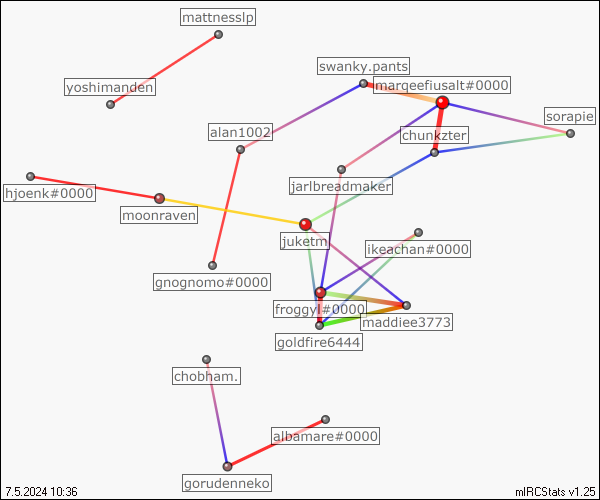 mattnesslp
swanky.pants
yoshimanden
marqeefiusalt#0000
sorapie
alan1002
chunkzter
jarlbreadmaker
hjoenk#0000
moonraven
juketm
ikeachan#0000
gnognomo#0000
froggyl#0000
maddiee3773
goldfire6444
chobham.
albamare#0000
gorudenneko
7.5.2024 10:36
mIRCStats v1.25